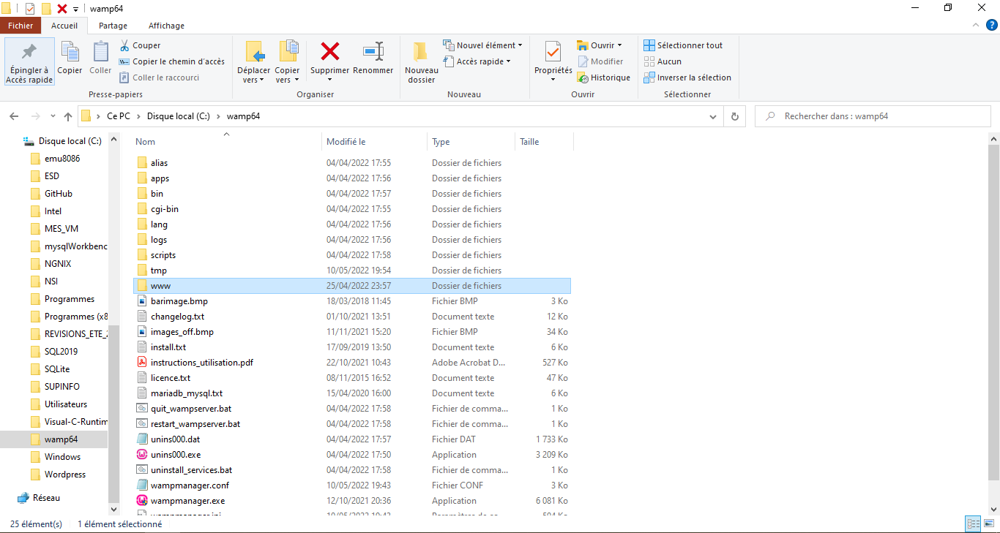 wamp64
Fichier Accueil Partage Affichage
Épingler à Accès rapide
Copier
Coller
Couper
Copier le chemin d'accès
Coller le raccourci
Presse-papiers
Déplacer vers
Copier vers
Supprimer
Renommer
Organiser
Nouveau dossier
Nouvel élément
Accès rapide
Nouveau
Propriétés
Ouvrir
Modifier
Historique
Ouvrir
Sélectionner tout
Aucun
Inverser la sélection
Sélectionner
Ce PC > Disque local (C:) > wamp64
Rechercher dans : wamp64
Disque local (C:)
emu8086
ESD
GitHub
Intel
MES_VM
mysqlWorkbenc
NGNIX
NSI
Programmes
Programmes (x8
REVISIONS_ETE_2
SQL2019
SQLite
SUPINFO
Utilisateurs
Visual-C-Runtim
wamp64
Windows
Wordpress
Réseau
Nom Modifié le Type Taille
alias 04/04/2022 17:55 Dossier de fichiers
apps 04/04/2022 17:56 Dossier de fichiers
bin 04/04/2022 17:57 Dossier de fichiers
cgi-bin 04/04/2022 17:55 Dossier de fichiers
lang 04/04/2022 17:56 Dossier de fichiers
logs 04/04/2022 17:56 Dossier de fichiers
scripts 04/04/2022 17:58 Dossier de fichiers
tmp 10/05/2022 19:54 Dossier de fichiers
www 25/04/2022 23:57 Dossier de fichiers
barimage.bmp 18/03/2018 11:45 Fichier BMP 3 Ko
changelog.txt 01/10/2021 13:51 Document texte 12 Ko
images_off.bmp 11/11/2021 15:20 Fichier BMP 34 Ko
install.txt 17/09/2019 13:50 Document texte 6 Ko
instructions_utilisation.pdf 22/10/2021 10:43 Adobe Acrobat D... 527 Ko
licence.txt 08/11/2015 16:52 Document texte 47 Ko
mariadb_mysql.txt 15/04/2020 16:00 Document texte 6 Ko
quit_wampserver.bat 04/04/2022 17:58 Fichier de comma... 1 Ko
restart_wampserver.bat 04/04/2022 17:58 Fichier de comma... 1 Ko
unins000.dat 04/04/2022 17:57 Fichier DAT 1 733 Ko
unins000.exe 04/04/2022 17:50 Application 3 209 Ko
uninstall_services.bat 04/04/2022 17:58 Fichier de comma... 1 Ko
wampmanager.conf 10/05/2022 19:43 Fichier CONF 3 Ko
wampmanager.exe 12/10/2021 20:36 Application 6 081 Ko
25 élément(s) 1 élément sélectionné